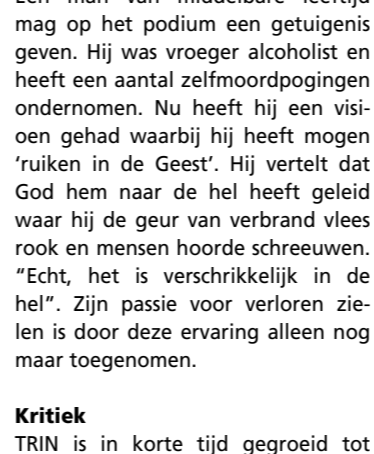 Een man van middelbare leeftijd
mag op het podium een getuigenis
geven. Hij was vroeger alcoholist en
heeft een aantal zelfmoordpogingen
ondernomen. Nu heeft hij een visi-
oen gehad waarbij hij heeft mogen
‘ruiken in de Geest’. Hij vertelt dat
God hem naar de hel heeft geleid
waar hij de geur van verbrand vlees
rook en mensen hoorde schreeuwen.
“Echt, het is verschrikkelijk in de
hel”. Zijn passie voor verloren zie-
len is door deze ervaring alleen nog
maar toegenomen.
Kritiek
TRIN is in korte tijd gegroeid tot